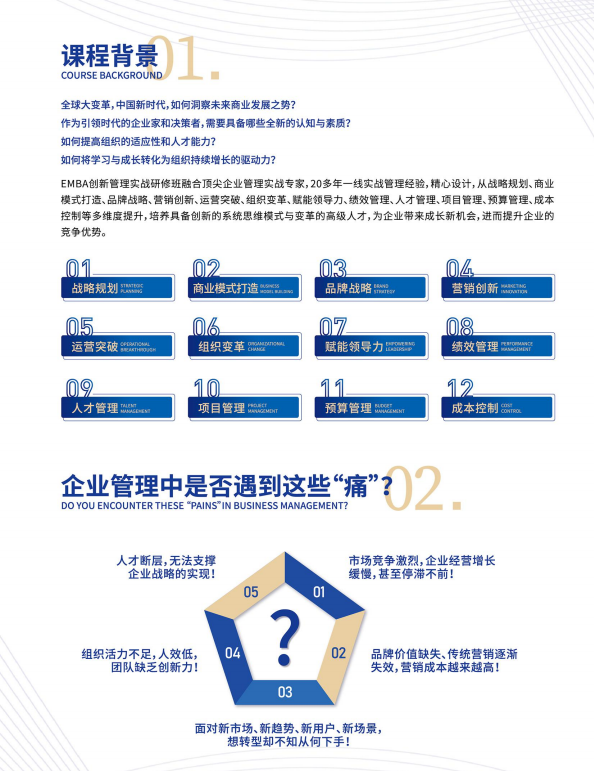 课程背景
01.
COURSE BACKGROUND
全球大变革,中国新时代,如何洞察未来商业发展之势?
作为引领时代的企业家和决策者,需要具备哪些全新的认知与素质?
如何提高组织的适应性和人才能力?
如何将学习与成长转化为组织持续增长的驱动力?
EMBA创新管理实战研修班融合顶尖企业管理实战专家,20多年一线实战管理经验,精心设计,从战略规划、商业
模式打造、品牌战略、营销创新、运营突破、组织变革、赋能领导力、绩效管理、人才管理、项目管理、预算管理、成本
控制等多维度提升,培养具备创新的系统思维模式与变革的高级人才,为企业带来成长新机会,进而提升企业的
竞争优势。
01
战略规划 STRATEGIC
PLANNING
02
商业模式打造 BUSINESS
MODEL BUILDING
03
品牌战略 BRAND
STRATEGY
04
营销创新 MARKETING
INNOVATION
05
运营突破 OPERATIONAL
BREAKTHROUGH
06
组织变革 ORGANIZATIONAL
CHANGE
07
赋能领导力 EMPOWERING
LEADERSHIP
08
绩效管理 PERFORMANCE
MANAGEMENT
09
人才管理 TALENT
MANAGEMENT
10
项目管理 PROJECT
MANAGEMENT
11
预算管理 BUDGET
MANAGEMENT
12
成本控制 COST
CONTROL
企业管理中是否遇到这些“痛”?
02.
DO YOU ENCOUNTER THESE “PAINS”IN BUSINESS MANAGEMENT?
人才断层,无法支撑
企业战略的实现!
市场竞争激烈,企业经营增长
缓慢,甚至停滞不前!
05
01
?
组织活力不足,人效低,
团队缺乏创新力!
04
02
品牌价值缺失、传统营销逐渐
失效,营销成本越来越高!
03
面对新市场、新趋势、新用户、新场景,
想转型却不知从何下手!